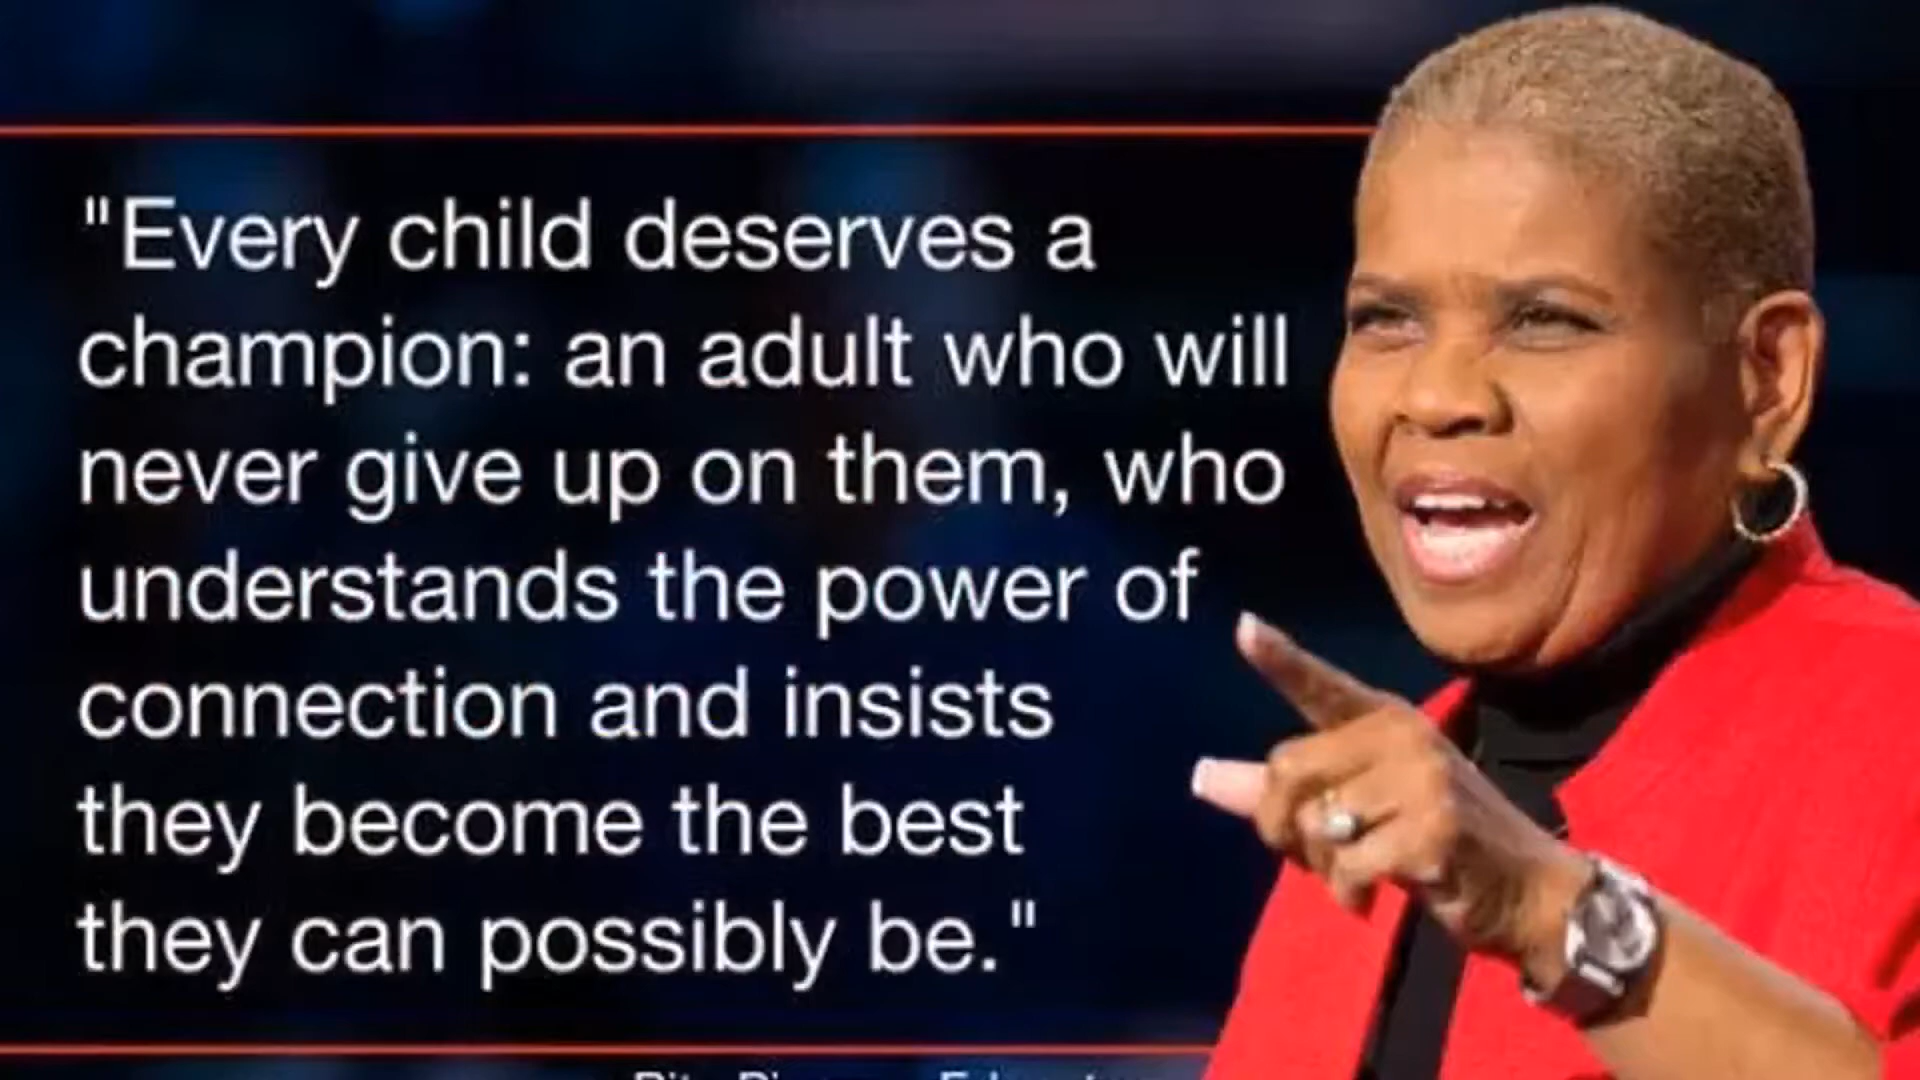 "Every child deserves a
champion: an adult who will
never give up on them, who
understands the power of
connection and insists
they become the best
they can possibly be."